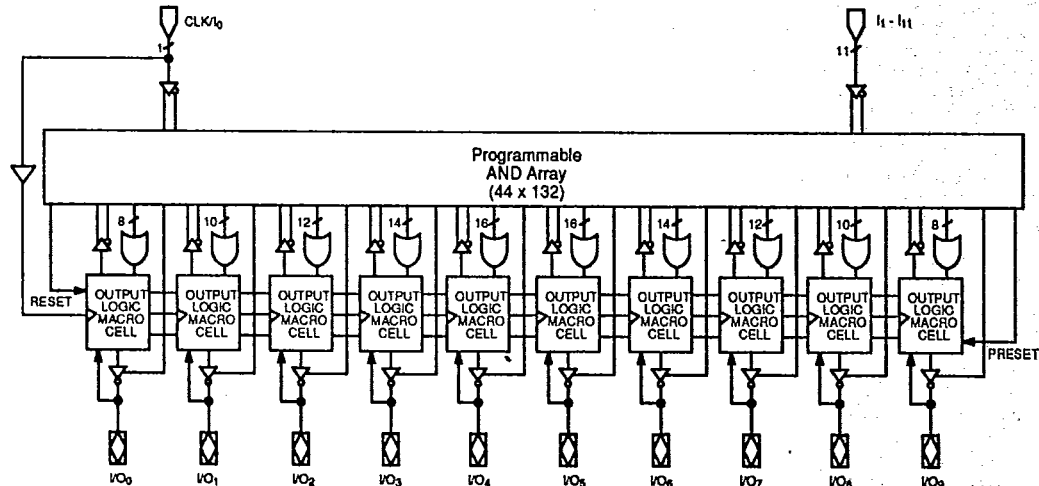 CLK/I0
I1 - I11
1
11
Programmable
AND Array
(44 x 132)
8
10
12
14
16
16
14
12
10
8
OUTPUT
LOGIC
MACRO
CELL
OUTPUT
LOGIC
MACRO
CELL
OUTPUT
LOGIC
MACRO
CELL
OUTPUT
LOGIC
MACRO
CELL
OUTPUT
LOGIC
MACRO
CELL
OUTPUT
LOGIC
MACRO
CELL
OUTPUT
LOGIC
MACRO
CELL
OUTPUT
LOGIC
MACRO
CELL
OUTPUT
LOGIC
MACRO
CELL
OUTPUT
LOGIC
MACRO
CELL
RESET
PRESET
I/O0
I/O1
I/O2
I/O3
I/O4
I/O5
I/O6
I/O7
I/O8
I/O9